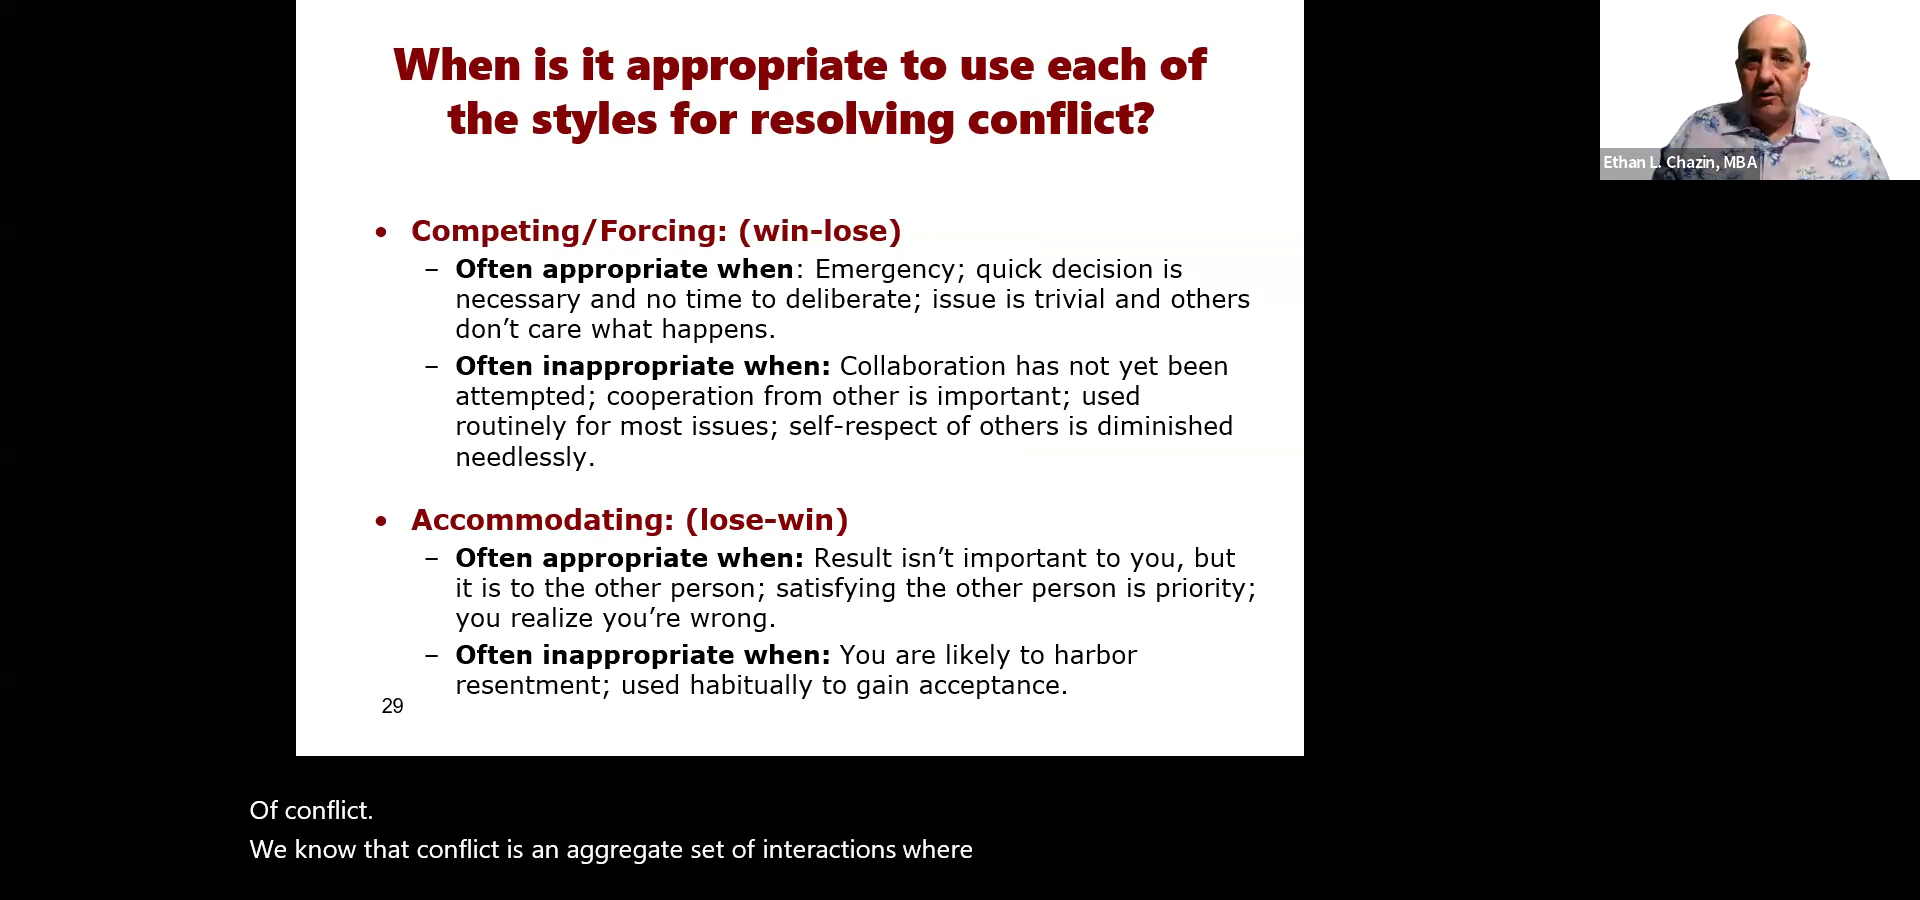 When is it appropriate to use each of
the styles for resolving conflict?
• Competing/Forcing: (win-lose)
– Often appropriate when: Emergency; quick decision is
necessary and no time to deliberate; issue is trivial and others
don’t care what happens.
– Often inappropriate when: Collaboration has not yet been
attempted; cooperation from other is important; used
routinely for most issues; self-respect of others is diminished
needlessly.
• Accommodating: (lose-win)
– Often appropriate when: Result isn’t important to you, but
it is to the other person; satisfying the other person is priority;
you realize you’re wrong.
– Often inappropriate when: You are likely to harbor
resentment; used habitually to gain acceptance.
29
Ethan L. Chazin, MBA
Of conflict.
We know that conflict is an aggregate set of interactions where